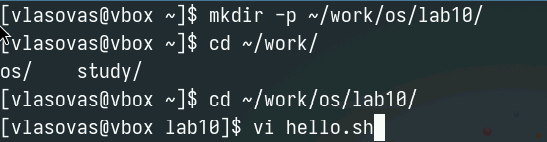 [vlasovas@vbox ~]$ mkdir -p ~/work/os/lab10/
[vlasovas@vbox ~]$ cd ~/work/
os/    study/
[vlasovas@vbox ~]$ cd ~/work/os/lab10/
[vlasovas@vbox lab10]$ vi hello.sh